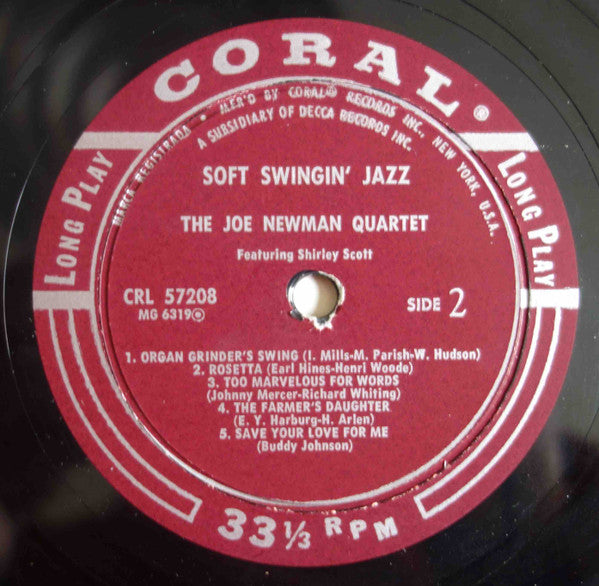 CORAL®
MARCA REGISTRADA • M'FR'D BY CORAL® RECORDS INC., NEW YORK, U.S.A.
A SUBSIDIARY OF DECCA RECORDS INC.
LONG PLAY
LONG PLAY
SOFT SWINGIN' JAZZ
THE JOE NEWMAN QUARTET
Featuring Shirley Scott
CRL 57208
SIDE 2
MG 6319
1. ORGAN GRINDER'S SWING (I. Mills-M. Parish-W. Hudson)
2. ROSETTA (Earl Hines-Henri Woode)
3. TOO MARVELOUS FOR WORDS
(Johnny Mercer-Richard Whiting)
4. THE FARMER'S DAUGHTER
(E. Y. Harburg-H. Arlen)
5. SAVE YOUR LOVE FOR ME
(Buddy Johnson)
33⅓ RPM